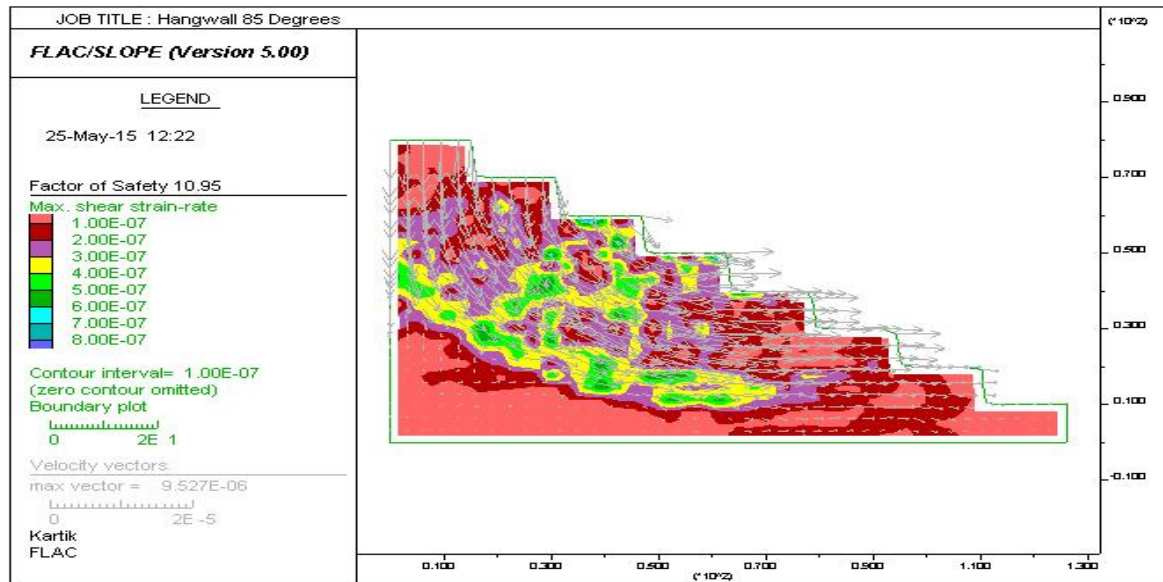 JOB TITLE : Hangwall 85 Degrees
(*10^2)
FLAC/SLOPE (Version 5.00)
LEGEND
25-May-15 12:22
Factor of Safety 10.95
Max. shear strain-rate
1.00E-07
2.00E-07
3.00E-07
4.00E-07
5.00E-07
6.00E-07
7.00E-07
8.00E-07
Contour interval= 1.00E-07
(zero contour omitted)
Boundary plot
0 2E 1
Velocity vectors
max vector = 9.527E-06
0 2E -5
Kartik
FLAC
0.900
0.700
0.500
0.300
0.100
-0.100
0.100 0.300 0.500 0.700 0.900 1.100 1.300
(*10^2)